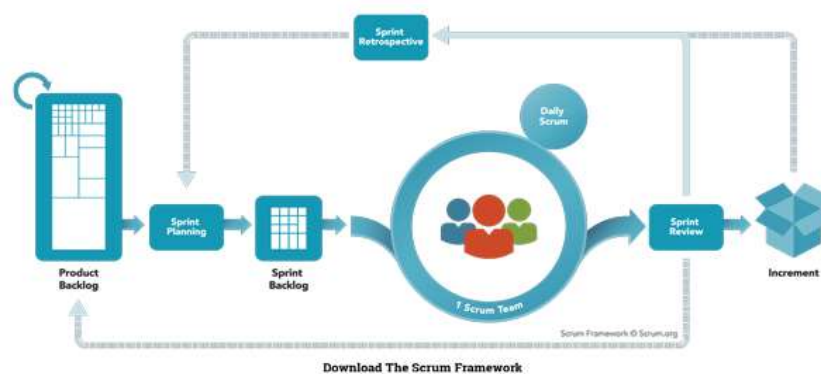 Sprint
Retrospective
Daily
Scrum
Sprint
Planning
Sprint
Review
Product
Backlog
Sprint
Backlog
1 Scrum Team
Increment
Scrum Framework © Scrum.org
Download The Scrum Framework